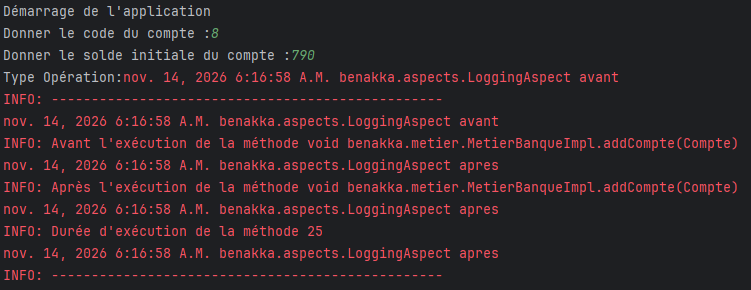 Démarrage de l'application
Donner le code du compte :8
Donner le solde initiale du compte :790
Type Opération:nov. 14, 2026 6:16:58 A.M. benakka.aspects.LoggingAspect avant
INFO: ------------------------------------------------
nov. 14, 2026 6:16:58 A.M. benakka.aspects.LoggingAspect avant
INFO: Avant l'exécution de la méthode void benakka.metier.MetierBanqueImpl.addCompte(Compte)
nov. 14, 2026 6:16:58 A.M. benakka.aspects.LoggingAspect apres
INFO: Après l'exécution de la méthode void benakka.metier.MetierBanqueImpl.addCompte(Compte)
nov. 14, 2026 6:16:58 A.M. benakka.aspects.LoggingAspect apres
INFO: Durée d'exécution de la méthode 25
nov. 14, 2026 6:16:58 A.M. benakka.aspects.LoggingAspect apres
INFO: ------------------------------------------------